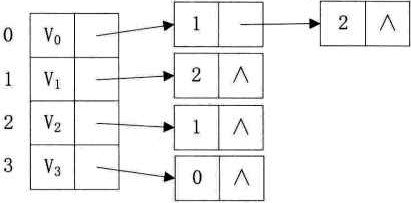 0 V₀ 1 2 ∧
1 V₁ 2 ∧
2 V₂ 1 ∧
3 V₃ 0 ∧